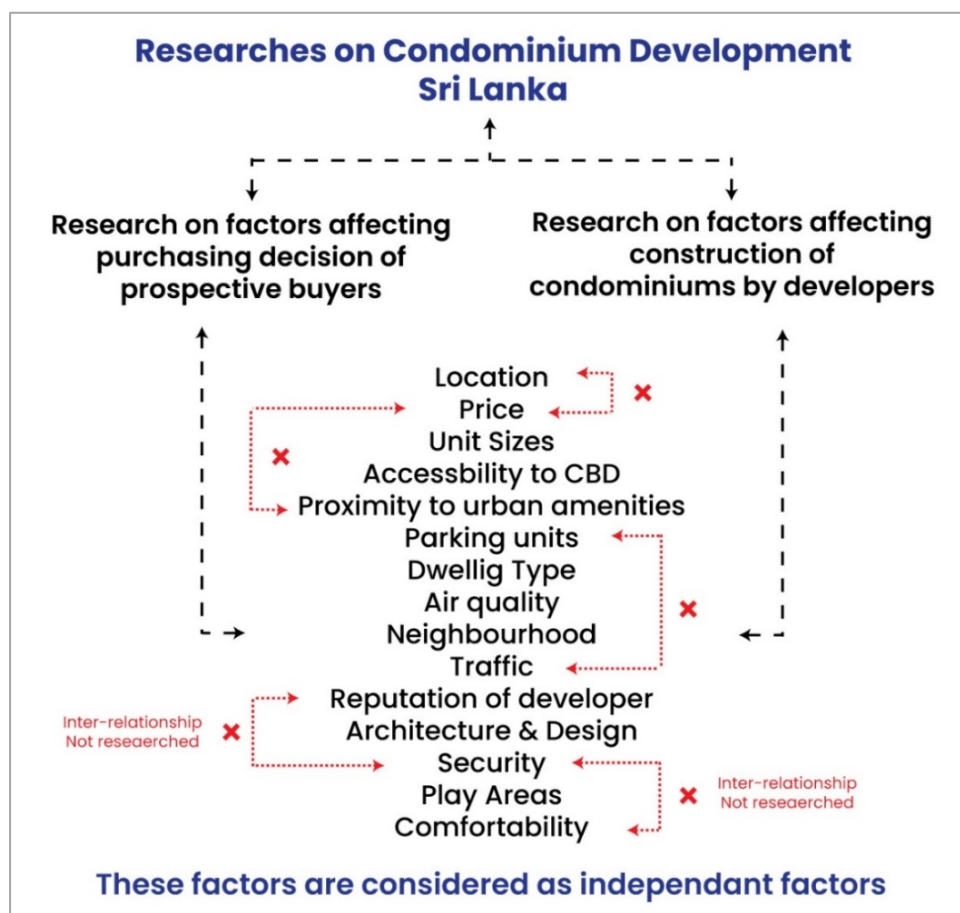 Researches on Condominium Development
Sri Lanka
Research on factors affecting
purchasing decision of
prospective buyers
Research on factors affecting
construction of
condominiums by developers
Location
Price
Unit Sizes
Accessbility to CBD
Proximity to urban amenities
Parking units
Dwellig Type
Air quality
Neighbourhood
Traffic
Reputation of developer
Architecture & Design
Security
Play Areas
Comfortability
Inter-relationship
Not reseaerched
Inter-relationship
Not reseaerched
These factors are considered as independant factors